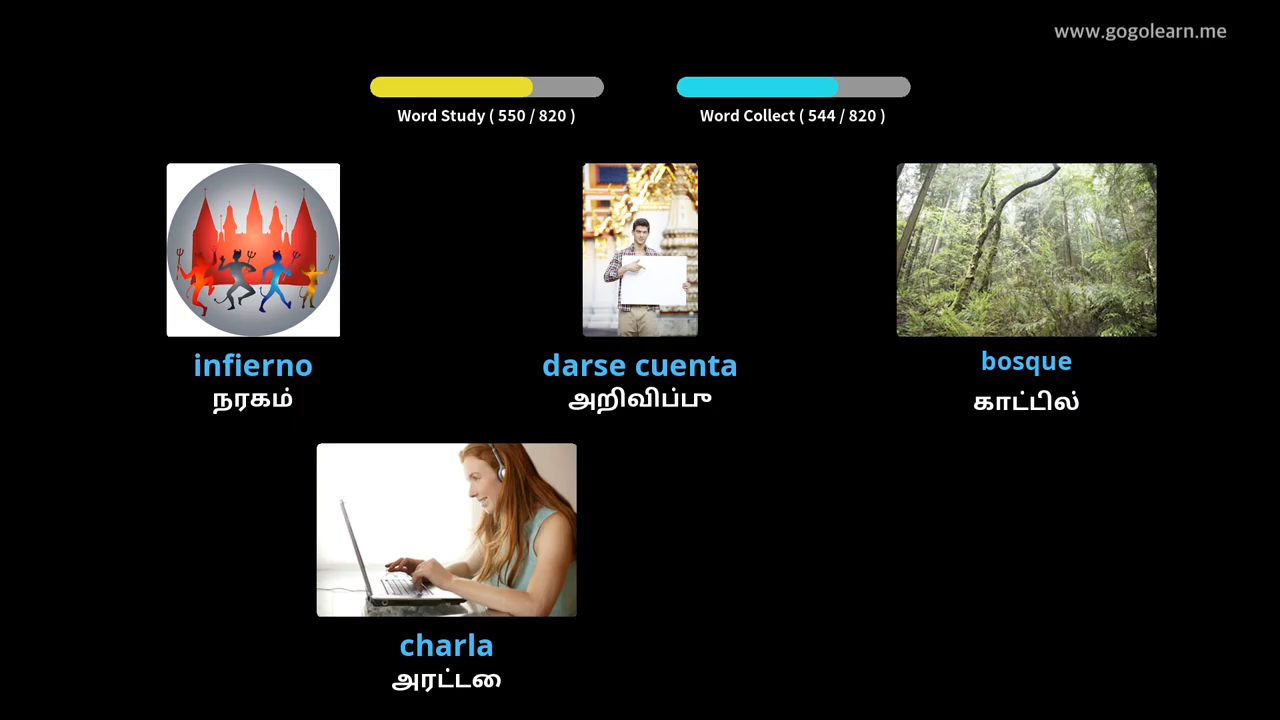 www.gogolearn.me
Word Study ( 550 / 820 )
Word Collect ( 544 / 820 )
infierno
நரகம்
darse cuenta
அறிவிப்பு
bosque
காட்டில்
charla
அரட்டை